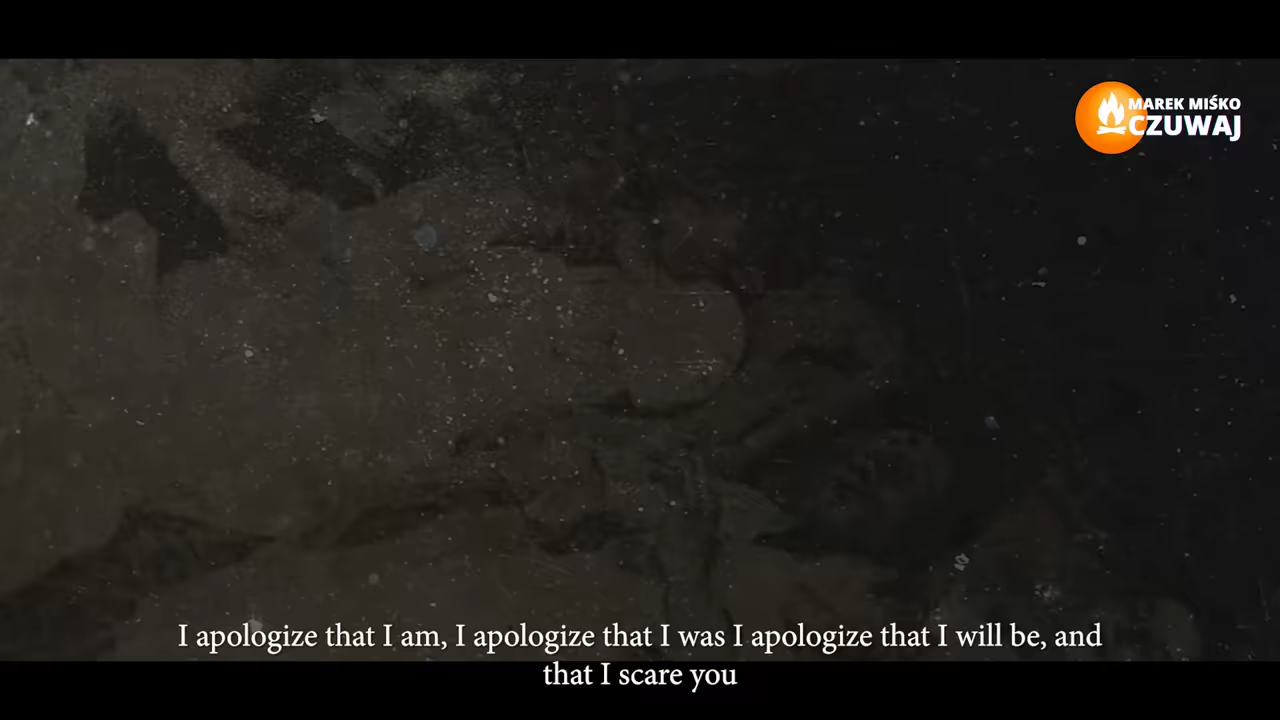 MAREK MIŚKO
CZUWAJ
I apologize that I am, I apologize that I was I apologize that I will be, and
that I scare you